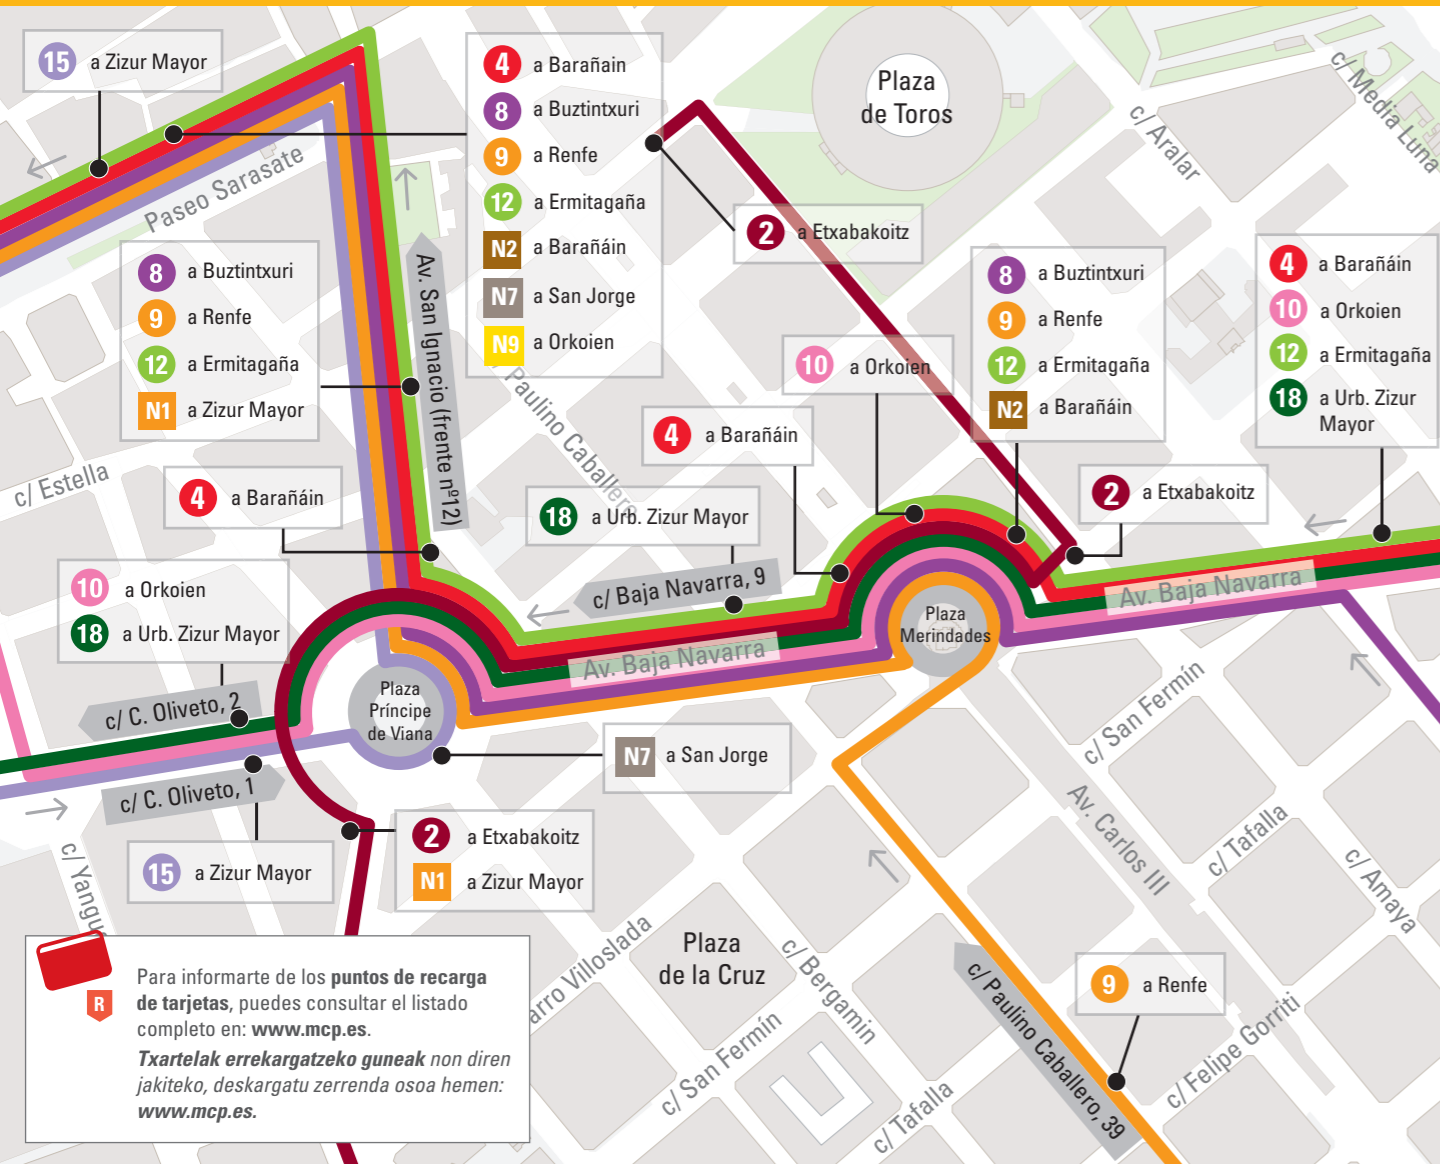 15 a Zizur Mayor
4 a Barañain
8 a Buztintxuri
9 a Renfe
12 a Ermitagaña
N2 a Barañáin
N7 a San Jorge
N9 a Orkoien
Plaza
de Toros
c/ Media Luna
c/ Aralar
2 a Etxabakoitz
Paseo Sarasate
8 a Buztintxuri
9 a Renfe
12 a Ermitagaña
N1 a Zizur Mayor
Av. San Ignacio (frente nº12)
8 a Buztintxuri
9 a Renfe
12 a Ermitagaña
N2 a Barañáin
4 a Barañáin
10 a Orkoien
12 a Ermitagaña
18 a Urb. Zizur
Mayor
10 a Orkoien
Paulino Caballero
4 a Barañáin
c/ Estella
4 a Barañáin
18 a Urb. Zizur Mayor
2 a Etxabakoitz
10 a Orkoien
18 a Urb. Zizur Mayor
c/ Baja Navarra, 9
Av. Baja Navarra
Av. Baja Navarra
Plaza
Merindades
c/ C. Oliveto, 2
Plaza
Príncipe
de Viana
c/ San Fermín
N7 a San Jorge
c/ C. Oliveto, 1
15 a Zizur Mayor
2 a Etxabakoitz
N1 a Zizur Mayor
c/ Yangu
Av. Carlos III
c/ Tafalla
c/ Amaya
Para informarte de los puntos de recarga
R de tarjetas, puedes consultar el listado
completo en: www.mcp.es.
Txartelak errekargatzeko guneak non diren
jakiteko, deskargatu zerrenda osoa hemen:
www.mcp.es.
arro Villoslada
Plaza
de la Cruz
c/ Bergamin
c/ Paulino Caballero, 39
9 a Renfe
c/ San Fermín
c/ Felipe Gorriti
c/ Tafalla